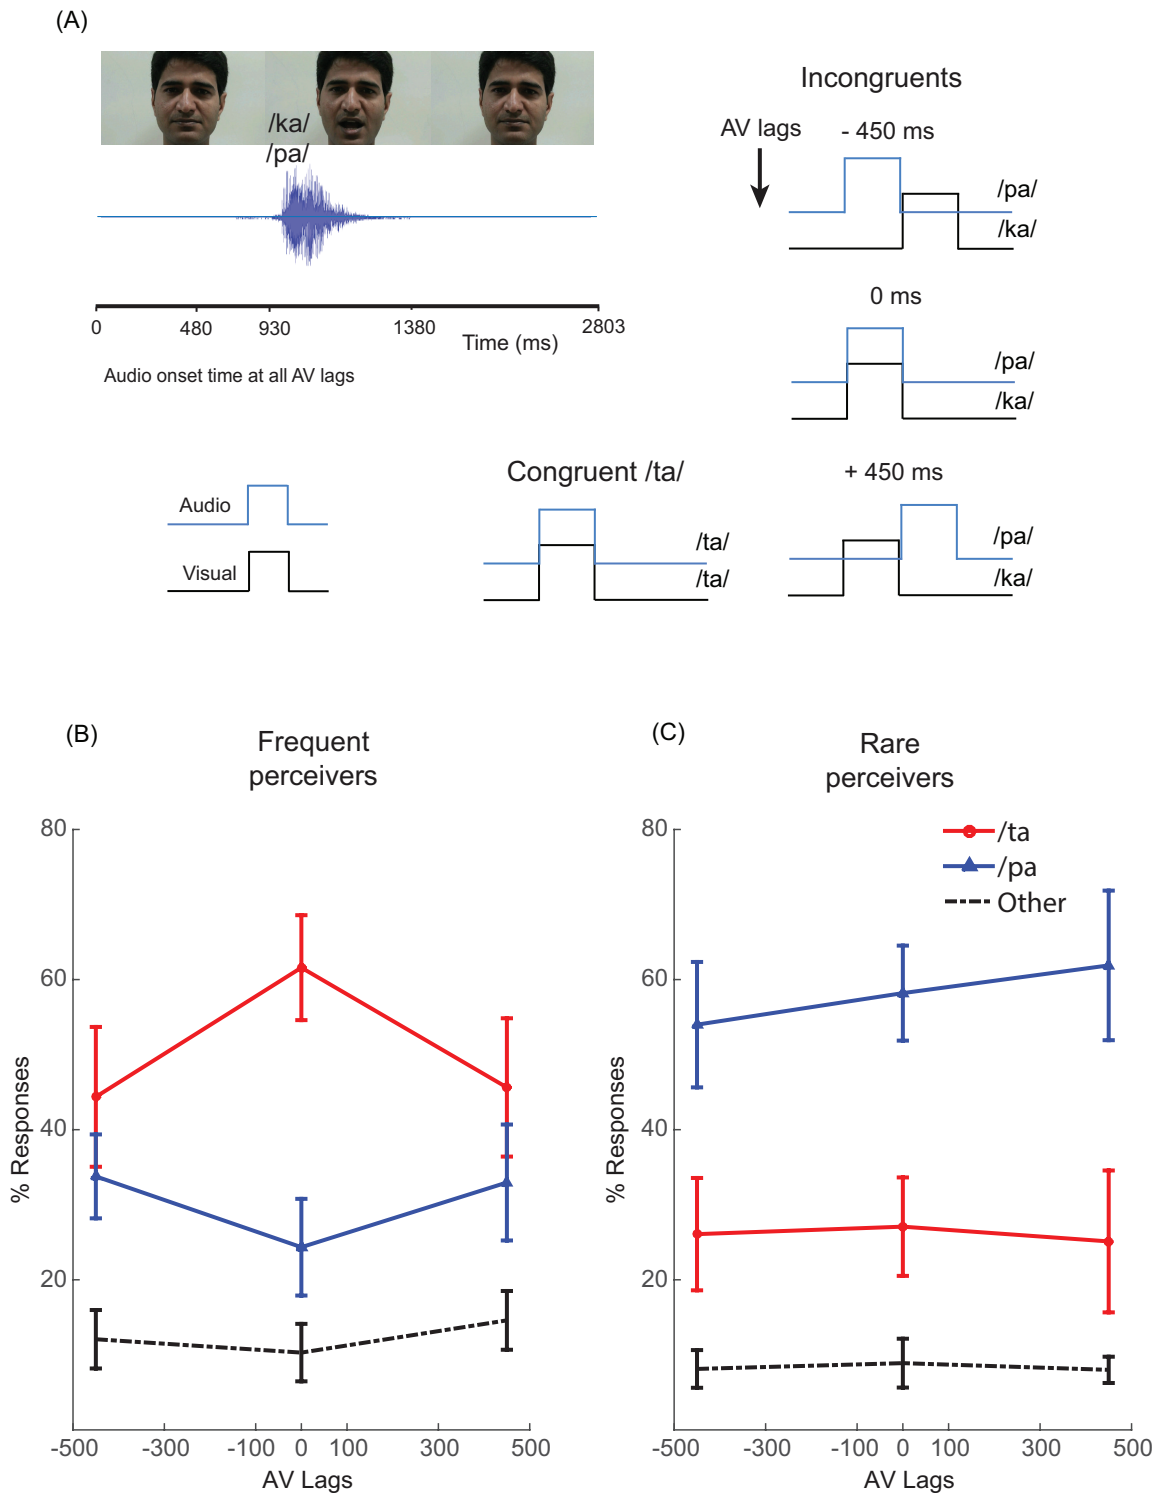 (A)
/ka/
/pa/
0 480 930 1380 2803
Time (ms)
Audio onset time at all AV lags
Incongruents
AV lags
- 450 ms
/pa/
/ka/
0 ms
/pa/
/ka/
+ 450 ms
/pa/
/ka/
Congruent /ta/
/ta/
/ta/
Audio
Visual
(B)
Frequent
perceivers
80
60
40
20
% Responses
-500 -300 -100 0 100 300 500
AV Lags
(C)
Rare
perceivers
/ta
/pa
Other
80
60
40
20
% Responses
-500 -300 -100 0 100 300 500
AV Lags